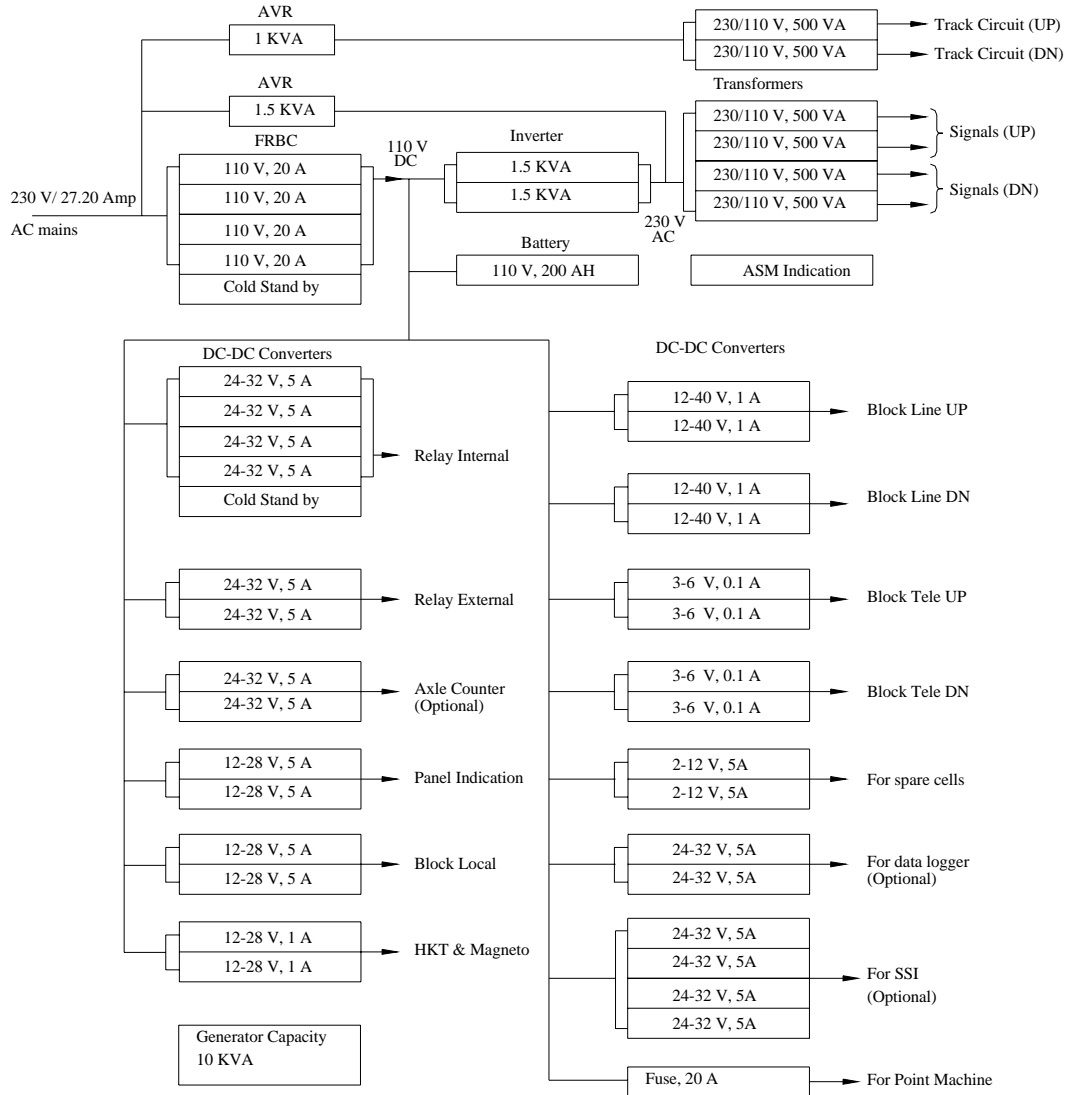 AVR
1 KVA
230/110 V, 500 VA
Track Circuit (UP)
230/110 V, 500 VA
Track Circuit (DN)
AVR
1.5 KVA
Transformers
230/110 V, 500 VA
230/110 V, 500 VA
Signals (UP)
230/110 V, 500 VA
230/110 V, 500 VA
Signals (DN)
FRBC
110 V, 20 A
110 V, 20 A
110 V, 20 A
110 V, 20 A
Cold Stand by
230 V/ 27.20 Amp
AC mains
110 V
DC
Inverter
1.5 KVA
1.5 KVA
230 V
AC
Battery
110 V, 200 AH
ASM Indication
DC-DC Converters
24-32 V, 5 A
24-32 V, 5 A
24-32 V, 5 A
24-32 V, 5 A
Cold Stand by
Relay Internal
24-32 V, 5 A
24-32 V, 5 A
Relay External
24-32 V, 5 A
24-32 V, 5 A
Axle Counter
(Optional)
12-28 V, 5 A
12-28 V, 5 A
Panel Indication
12-28 V, 5 A
12-28 V, 5 A
Block Local
12-28 V, 1 A
12-28 V, 1 A
HKT & Magneto
Generator Capacity
10 KVA
DC-DC Converters
12-40 V, 1 A
12-40 V, 1 A
Block Line UP
12-40 V, 1 A
12-40 V, 1 A
Block Line DN
3-6 V, 0.1 A
3-6 V, 0.1 A
Block Tele UP
3-6 V, 0.1 A
3-6 V, 0.1 A
Block Tele DN
2-12 V, 5A
2-12 V, 5A
For spare cells
24-32 V, 5A
24-32 V, 5A
For data logger
(Optional)
24-32 V, 5A
24-32 V, 5A
24-32 V, 5A
24-32 V, 5A
For SSI
(Optional)
Fuse, 20 A
For Point Machine